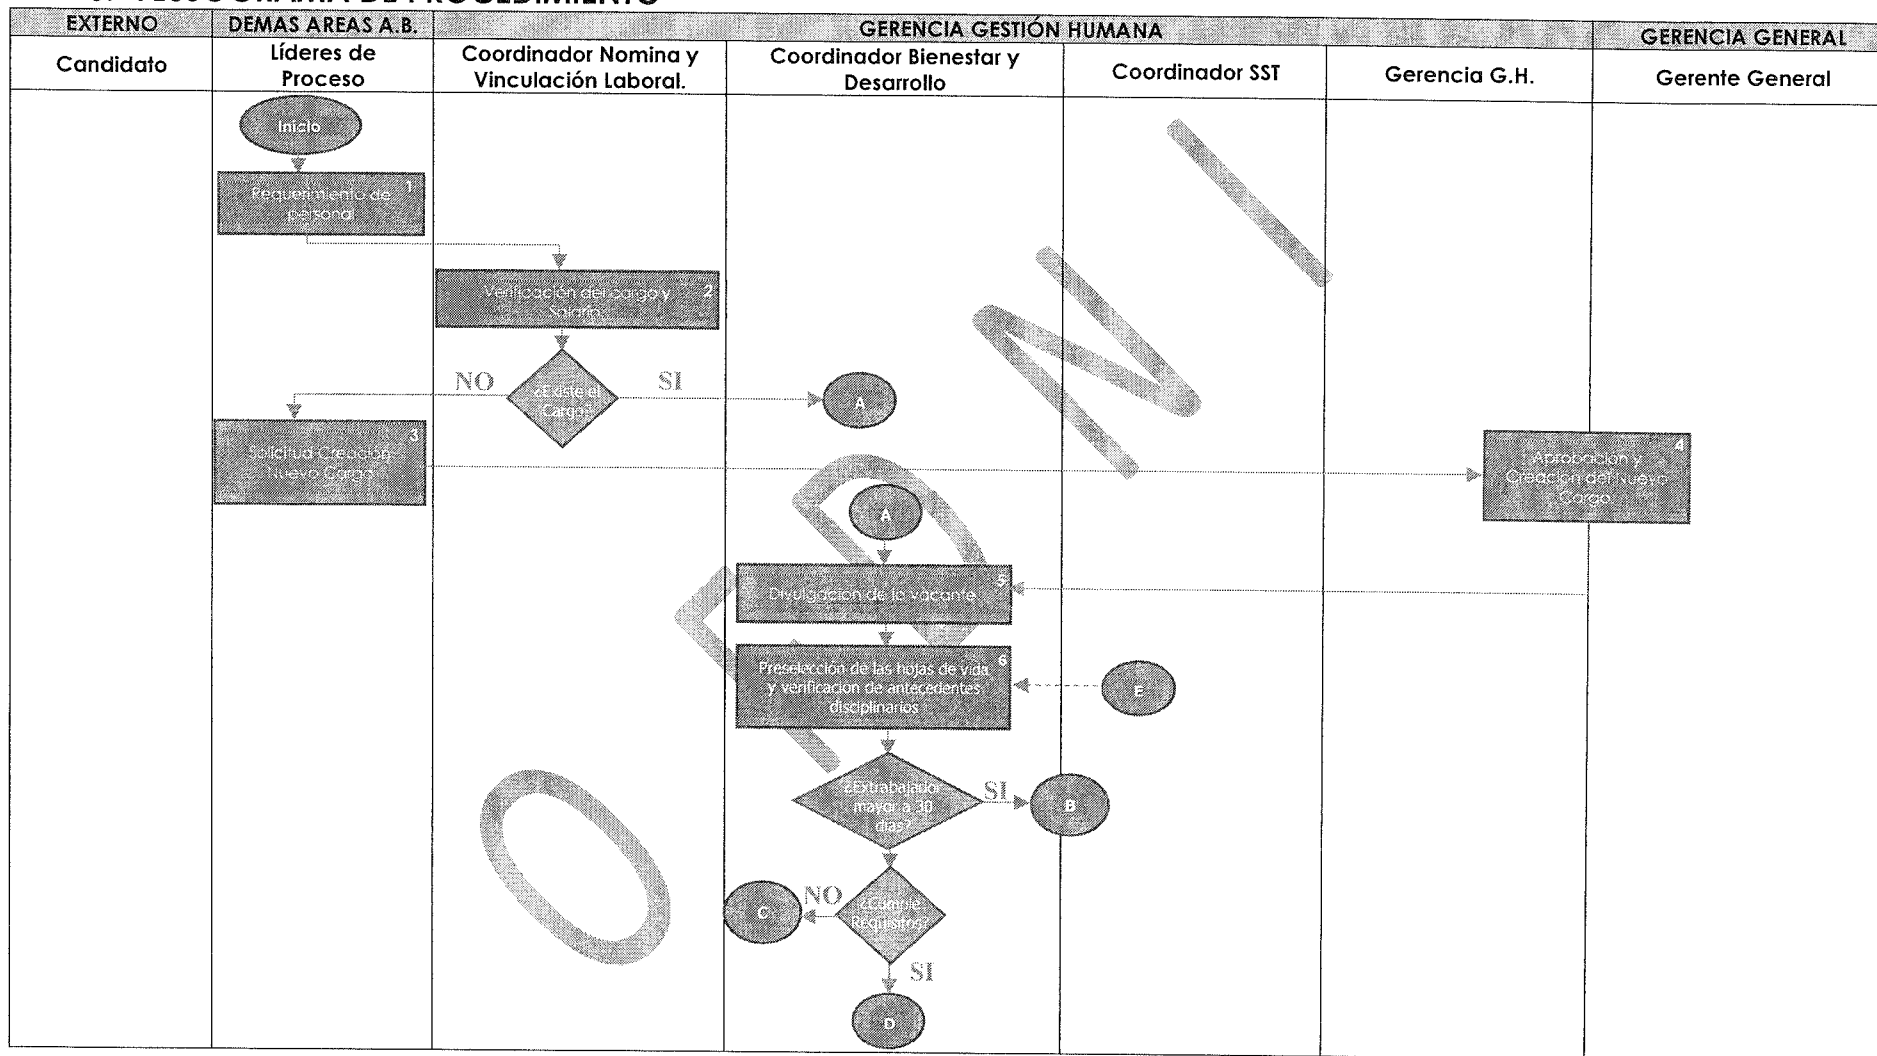 EXTERNO
DEMAS AREAS A.B.
GERENCIA GESTIÓN HUMANA
GERENCIA GENERAL
Candidato
Líderes de
Proceso
Coordinador Nomina y
Vinculación Laboral.
Coordinador Bienestar y
Desarrollo
Coordinador SST
Gerencia G.H.
Gerente General
Inicio
1
Requerimiento de
personal
Verificación del cargo y 2
Salario
¿Existe el
Cargo?
NO
SI
A
3
Solicitud Creación
Nuevo Cargo
4
Aprobación y
Creación del Nuevo
Cargo
A
5
Divulgación de la vacante
6
Preselección de las hojas de vida
y verificacion de antecedentes
disciplinarios
E
¿Extrabajador
mayor a 30
dias?
SI
B
¿Cumple
Requisitos?
NO
C
SI
D